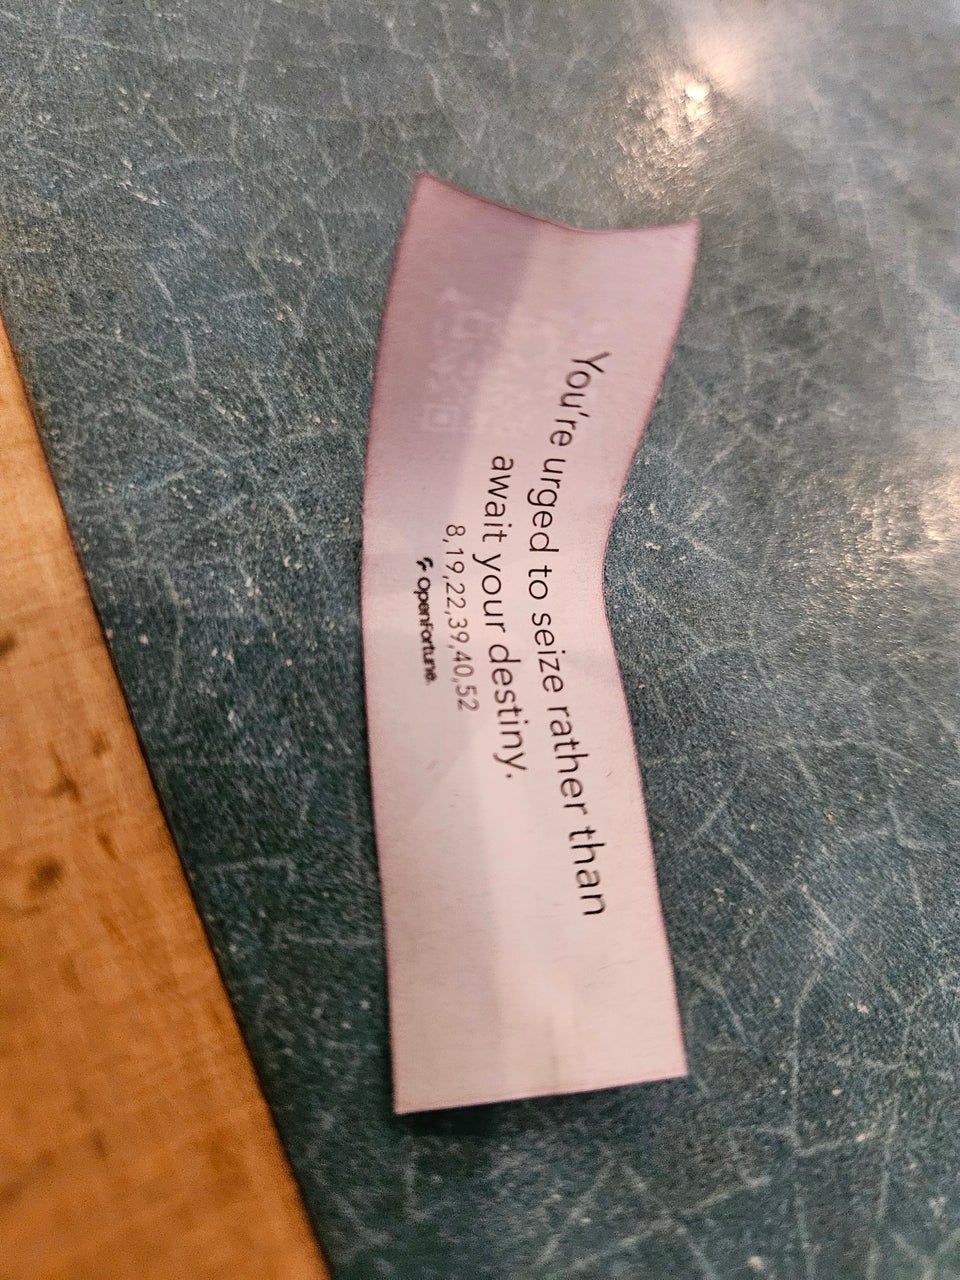 You're urged to seize rather than
await your destiny.
8,19,22,39,40,52
OpenFortune.